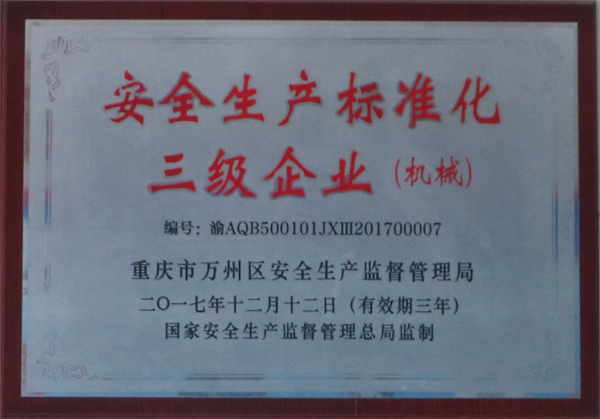 安全生产标准化
三级企业（机械）
编号：渝AQB500101JXⅢ201700007
重庆市万州区安全生产监督管理局
二〇一七年十二月十二日（有效期三年）
国家安全生产监督管理总局监制